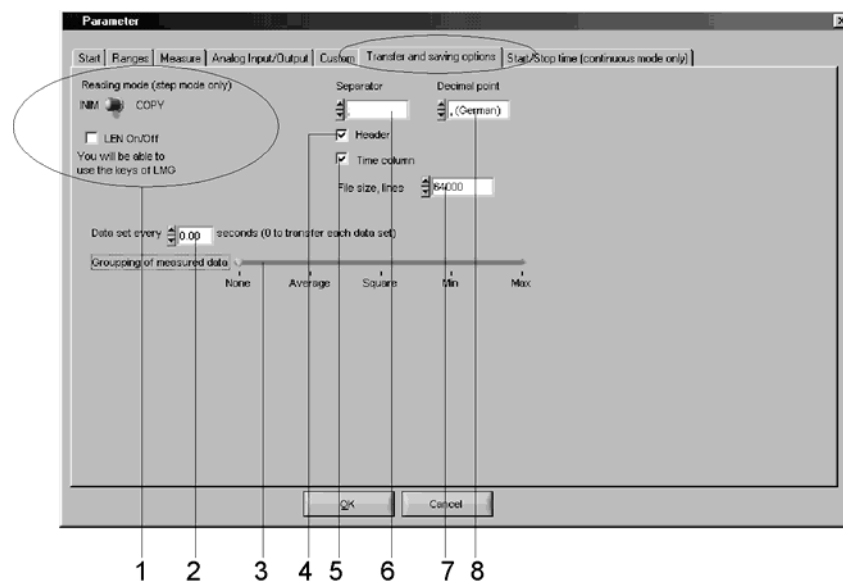 Parameter
Start Ranges Measure Analog Input/Output Custom Transfer and saving options Start/Stop time (continuous mode only)
Reading mode (step mode only)
INIM COPY
LEN On/Off
You will be able
to use the keys of LMG
Separator
Decimal point
, (German)
Header
Time column
File size, lines 64000
Data set every 0.00 seconds (0 to transfer each data set)
Groupping of measured data
None Average Square Min Max
OK Cancel
1 2 3 4 5 6 7 8